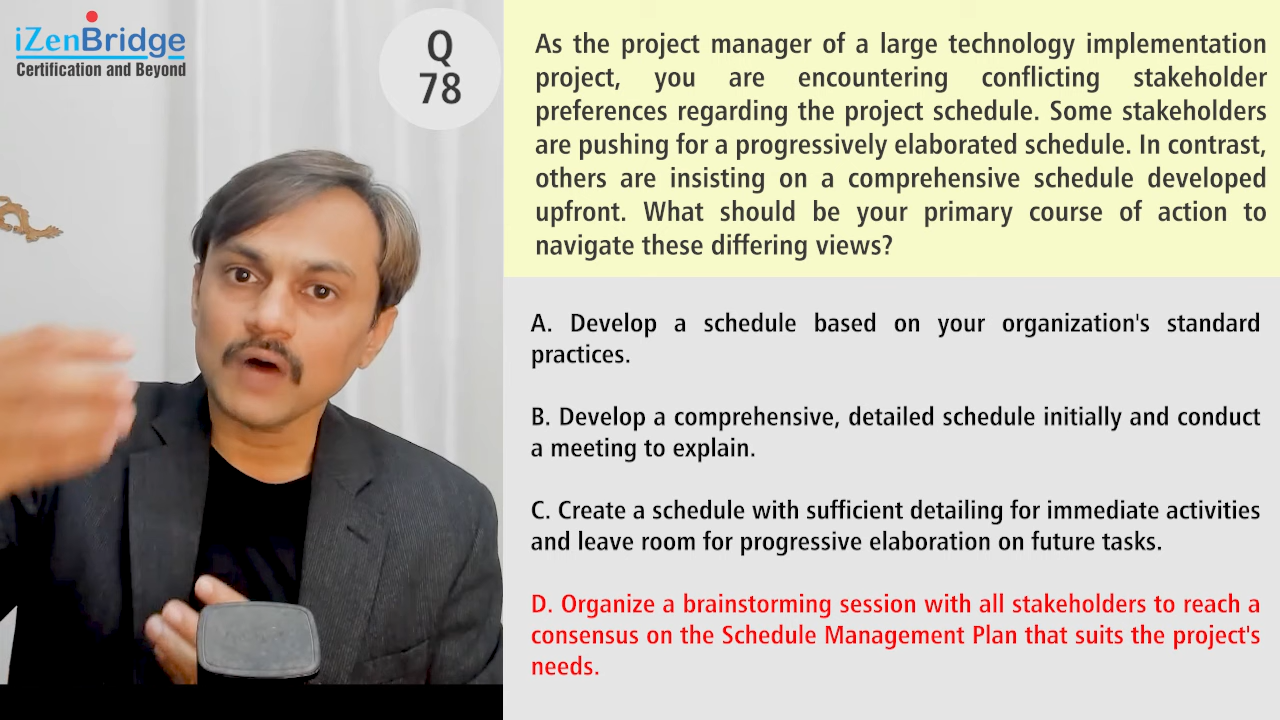 iZenBridge
Certification and Beyond
Q
78
As the project manager of a large technology implementation
project, you are encountering conflicting stakeholder
preferences regarding the project schedule. Some stakeholders
are pushing for a progressively elaborated schedule. In contrast,
others are insisting on a comprehensive schedule developed
upfront. What should be your primary course of action to
navigate these differing views?
A. Develop a schedule based on your organization's standard
practices.
B. Develop a comprehensive, detailed schedule initially and conduct
a meeting to explain.
C. Create a schedule with sufficient detailing for immediate activities
and leave room for progressive elaboration on future tasks.
D. Organize a brainstorming session with all stakeholders to reach a
consensus on the Schedule Management Plan that suits the project's
needs.